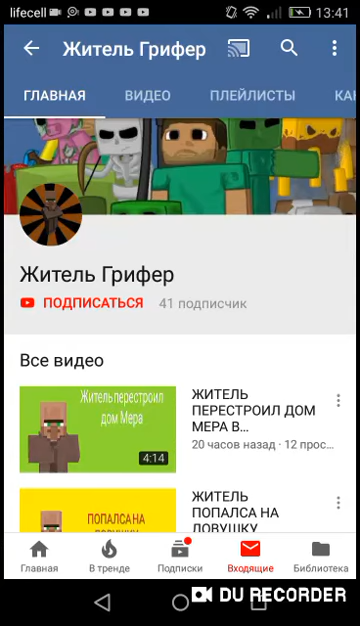 lifecell 13:41
Житель Грифер
ГЛАВНАЯ ВИДЕО ПЛЕЙЛИСТЫ КАН
Житель Грифер
ПОДПИСАТЬСЯ 41 подписчик
Все видео
Житель перестроил
дом Мера
4:14
ЖИТЕЛЬ
ПЕРЕСТРОИЛ ДОМ
МЕРА В...
20 часов назад · 12 прос...
ПОПАЛСА НА
ЖИТЕЛЬ
ПОПАЛСА НА
ЛОВУШКУ
Главная В тренде Подписки Входящие Библиотека
DU RECORDER